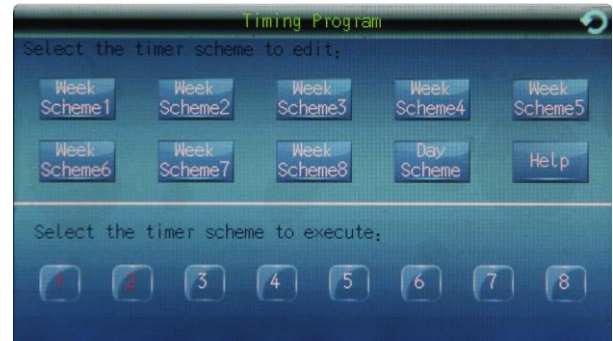 Timing Program
Select the timer scheme to edit:
Week Scheme1
Week Scheme2
Week Scheme3
Week Scheme4
Week Scheme5
Week Scheme6
Week Scheme7
Week Scheme8
Day Scheme
Help
Select the timer scheme to execute:
1 2 3 4 5 6 7 8